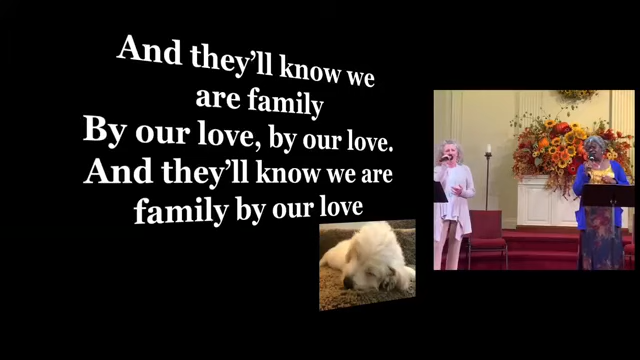 And they'll know we
are family
By our love, by our love.
And they'll know we are
family by our love